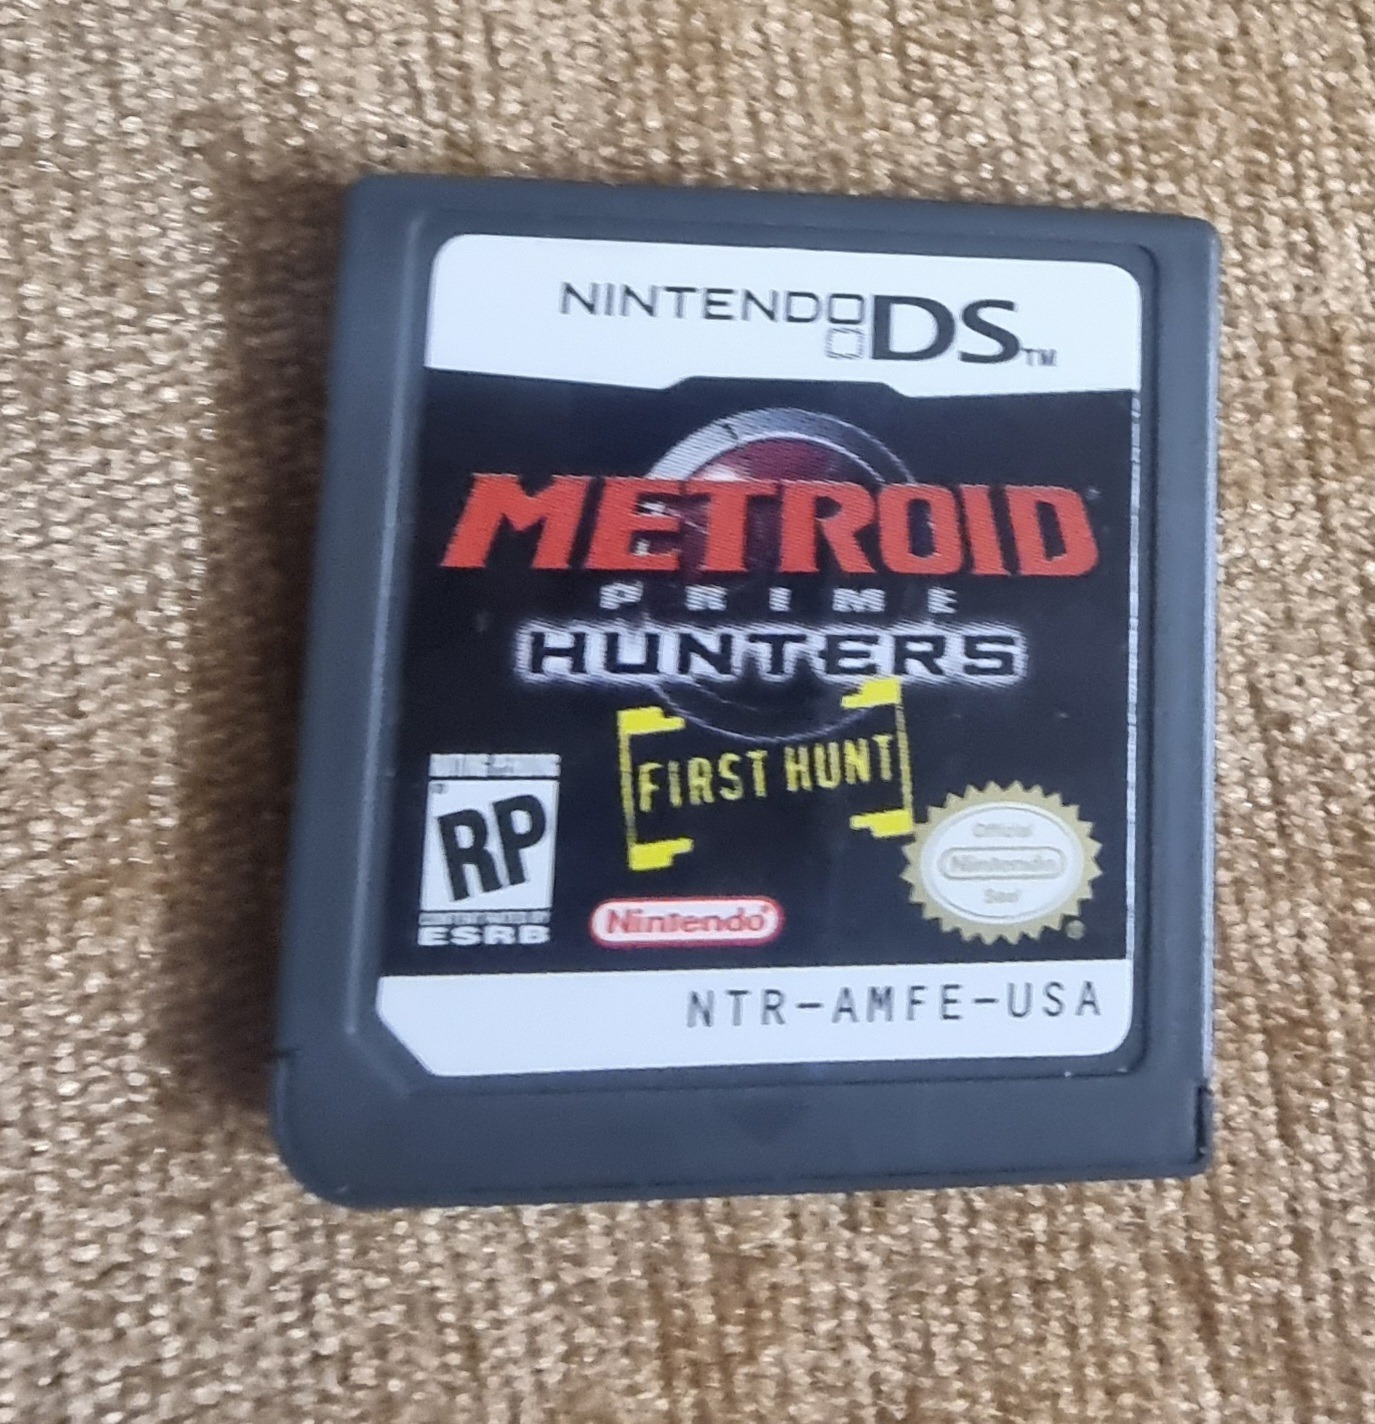 NINTENDO DS™
METROID
PRIME
HUNTERS
FIRST HUNT
RP
ESRB
Nintendo®
Official
Nintendo
Seal
NTR-AMFE-USA